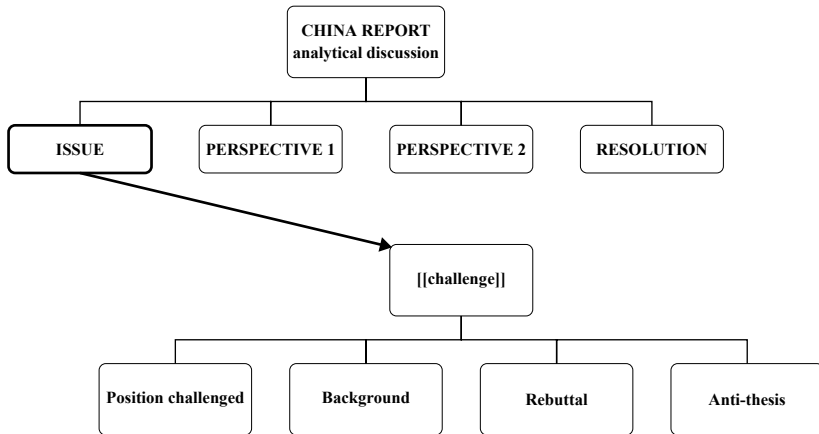 CHINA REPORT
analytical discussion
ISSUE
PERSPECTIVE 1
PERSPECTIVE 2
RESOLUTION
[[challenge]]
Position challenged
Background
Rebuttal
Anti-thesis